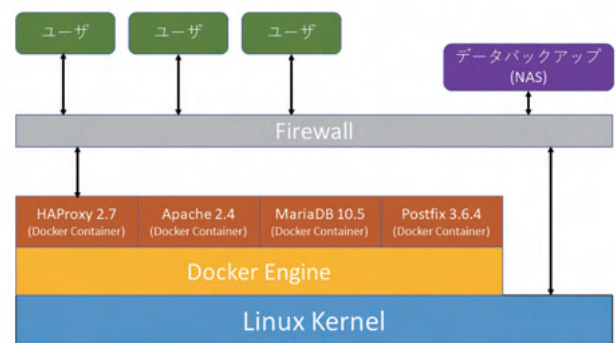 ユーザ
ユーザ
ユーザ
データバックアップ
(NAS)
Firewall
HAProxy 2.7
(Docker Container)
Apache 2.4
(Docker Container)
MariaDB 10.5
(Docker Container)
Postfix 3.6.4
(Docker Container)
Docker Engine
Linux Kernel